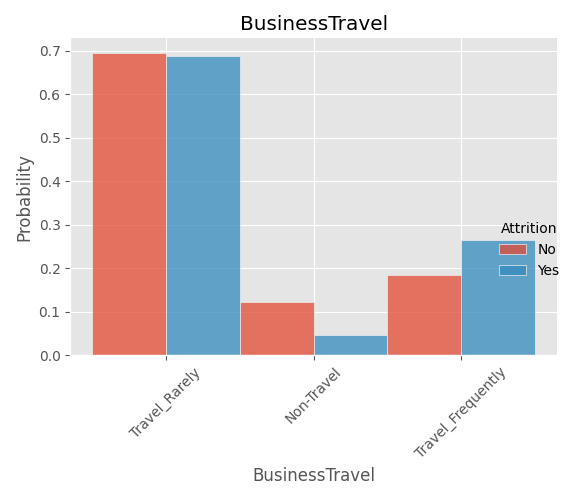 BusinessTravel
Probability
0.7
0.6
0.5
0.4
0.3
0.2
0.1
0.0
Attrition
No
Yes
Travel_Rarely
Non-Travel
Travel_Frequently
BusinessTravel